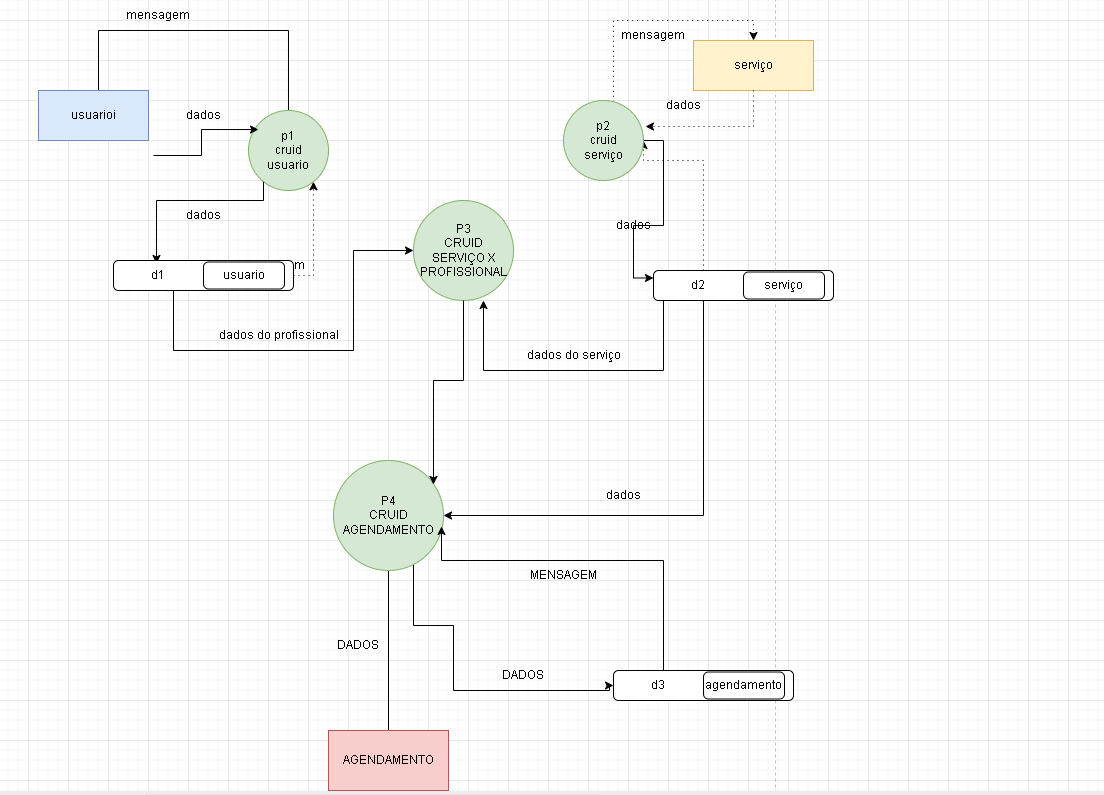 mensagem
mensagem
serviço
usuarioi
dados
dados
p1
cruid
usuario
p2
cruid
serviço
dados
dados
P3
CRUID
SERVIÇO X
PROFISSIONAL
d1
usuario
m
d2
serviço
dados do profissional
dados do serviço
P4
CRUID
AGENDAMENTO
dados
MENSAGEM
DADOS
DADOS
d3
agendamento
AGENDAMENTO